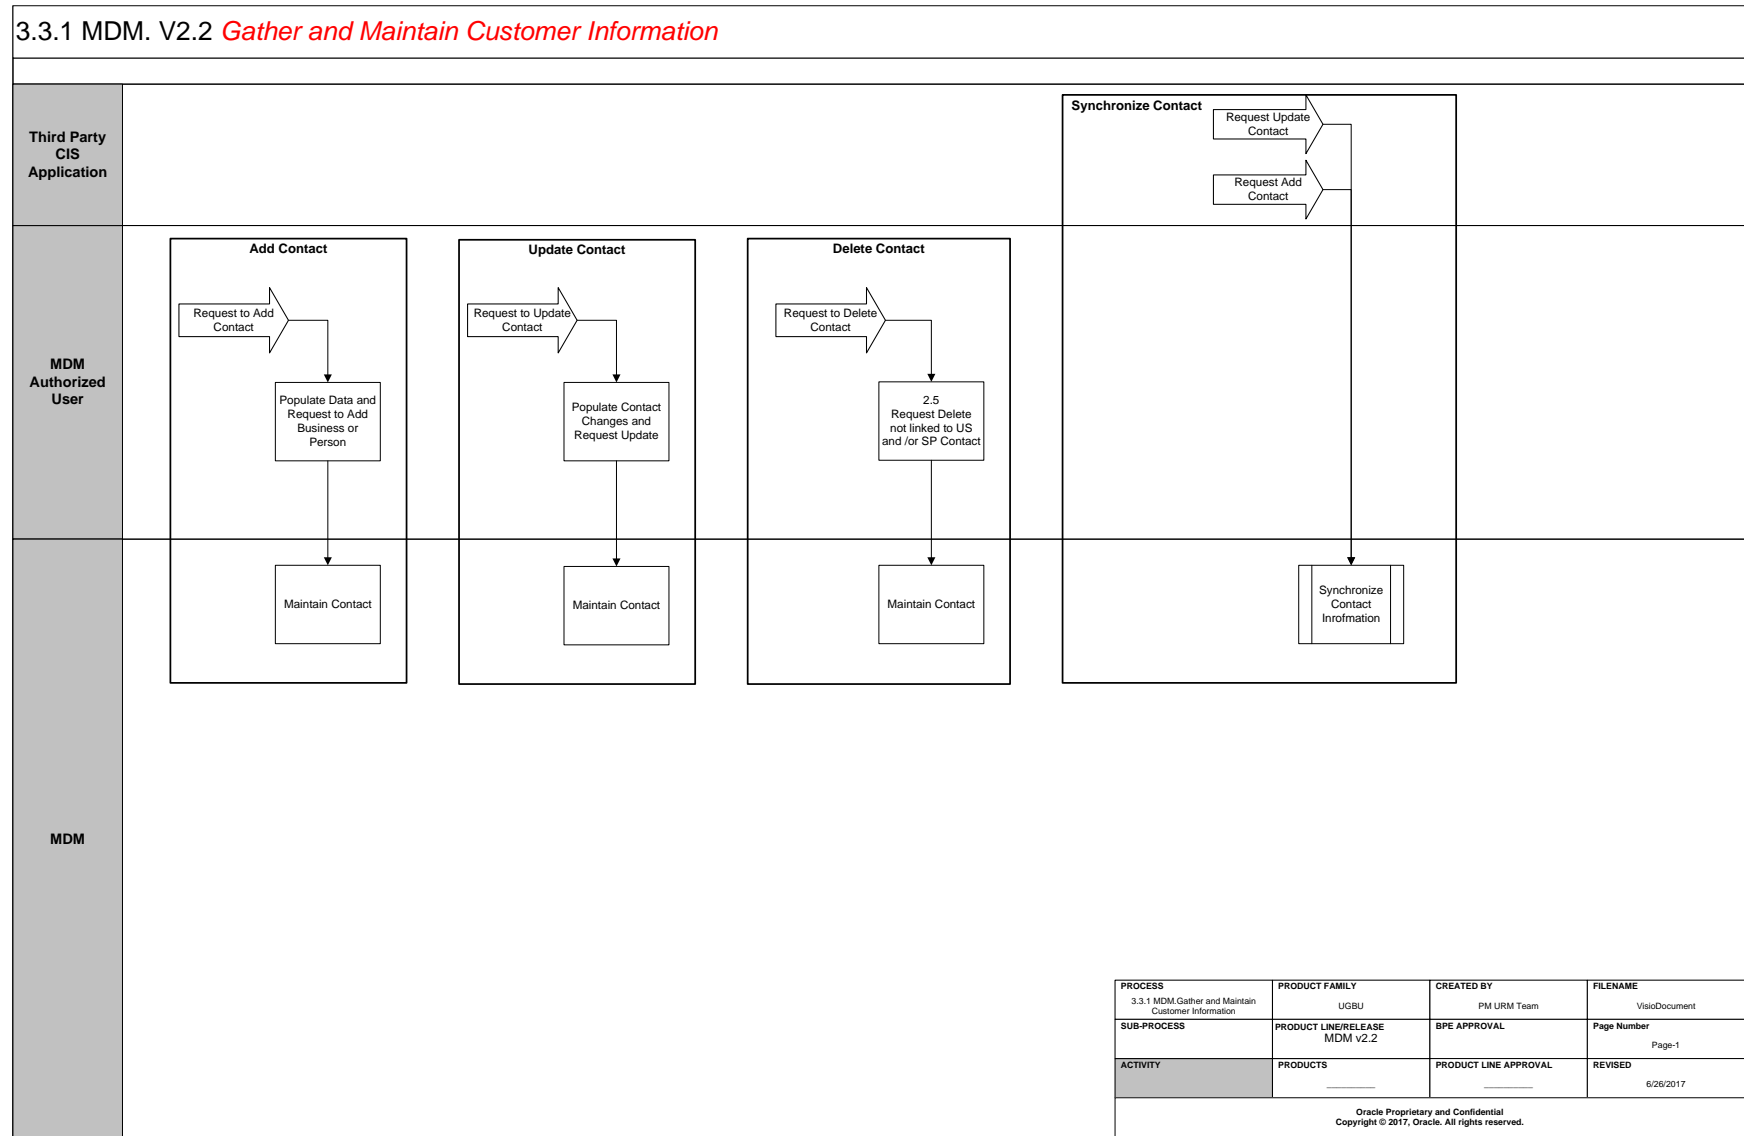 3.3.1 MDM. V2.2 Gather and Maintain Customer Information
Third Party
CIS
Application
Synchronize Contact
Request Update
Contact
Request Add
Contact
MDM
Authorized
User
Add Contact
Request to Add
Contact
Populate Data and
Request to Add
Business or
Person
Update Contact
Request to Update
Contact
Populate Contact
Changes and
Request Update
Delete Contact
Request to Delete
Contact
2.5
Request Delete
not linked to US
and /or SP Contact
MDM
Maintain Contact
Maintain Contact
Maintain Contact
Synchronize
Contact
Inrofmation
PROCESS
3.3.1 MDM.Gather and Maintain
Customer Information
PRODUCT FAMILY
UGBU
CREATED BY
PM URM Team
FILENAME
VisioDocument
SUB-PROCESS
PRODUCT LINE/RELEASE
MDM v2.2
BPE APPROVAL
Page Number
Page-1
ACTIVITY
PRODUCTS
PRODUCT LINE APPROVAL
REVISED
6/26/2017
Oracle Proprietary and Confidential
Copyright © 2017, Oracle. All rights reserved.